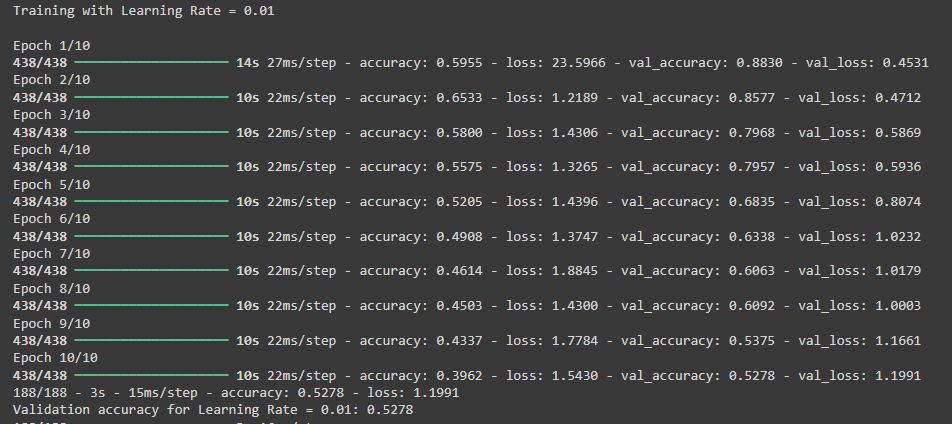 Training with Learning Rate = 0.01
Epoch 1/10
438/438 ━━━━━━━━━━━━━━━━━━━━ 14s 27ms/step - accuracy: 0.5955 - loss: 23.5966 - val_accuracy: 0.8830 - val_loss: 0.4531
Epoch 2/10
438/438 ━━━━━━━━━━━━━━━━━━━━ 10s 22ms/step - accuracy: 0.6533 - loss: 1.2189 - val_accuracy: 0.8577 - val_loss: 0.4712
Epoch 3/10
438/438 ━━━━━━━━━━━━━━━━━━━━ 10s 22ms/step - accuracy: 0.5800 - loss: 1.4306 - val_accuracy: 0.7968 - val_loss: 0.5869
Epoch 4/10
438/438 ━━━━━━━━━━━━━━━━━━━━ 10s 22ms/step - accuracy: 0.5575 - loss: 1.3265 - val_accuracy: 0.7957 - val_loss: 0.5936
Epoch 5/10
438/438 ━━━━━━━━━━━━━━━━━━━━ 10s 22ms/step - accuracy: 0.5205 - loss: 1.4396 - val_accuracy: 0.6835 - val_loss: 0.8074
Epoch 6/10
438/438 ━━━━━━━━━━━━━━━━━━━━ 10s 22ms/step - accuracy: 0.4908 - loss: 1.3747 - val_accuracy: 0.6338 - val_loss: 1.0232
Epoch 7/10
438/438 ━━━━━━━━━━━━━━━━━━━━ 10s 22ms/step - accuracy: 0.4614 - loss: 1.8845 - val_accuracy: 0.6063 - val_loss: 1.0179
Epoch 8/10
438/438 ━━━━━━━━━━━━━━━━━━━━ 10s 22ms/step - accuracy: 0.4503 - loss: 1.4300 - val_accuracy: 0.6092 - val_loss: 1.0003
Epoch 9/10
438/438 ━━━━━━━━━━━━━━━━━━━━ 10s 22ms/step - accuracy: 0.4337 - loss: 1.7784 - val_accuracy: 0.5375 - val_loss: 1.1661
Epoch 10/10
438/438 ━━━━━━━━━━━━━━━━━━━━ 10s 22ms/step - accuracy: 0.3962 - loss: 1.5430 - val_accuracy: 0.5278 - val_loss: 1.1991
188/188 - 3s - 15ms/step - accuracy: 0.5278 - loss: 1.1991
Validation accuracy for Learning Rate = 0.01: 0.5278